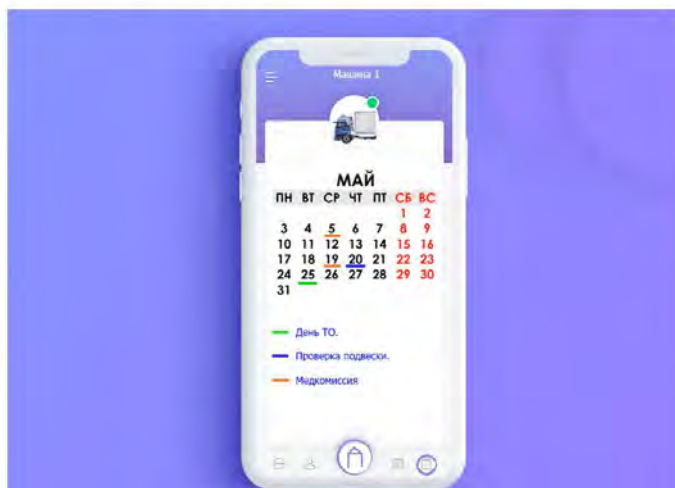 Машина 1
МАЙ
ПН ВТ СР ЧТ ПТ СБ ВС
1 2
3 4 5 6 7 8 9
10 11 12 13 14 15 16
17 18 19 20 21 22 23
24 25 26 27 28 29 30
31
День ТО.
Проверка подвески.
Медкомиссия